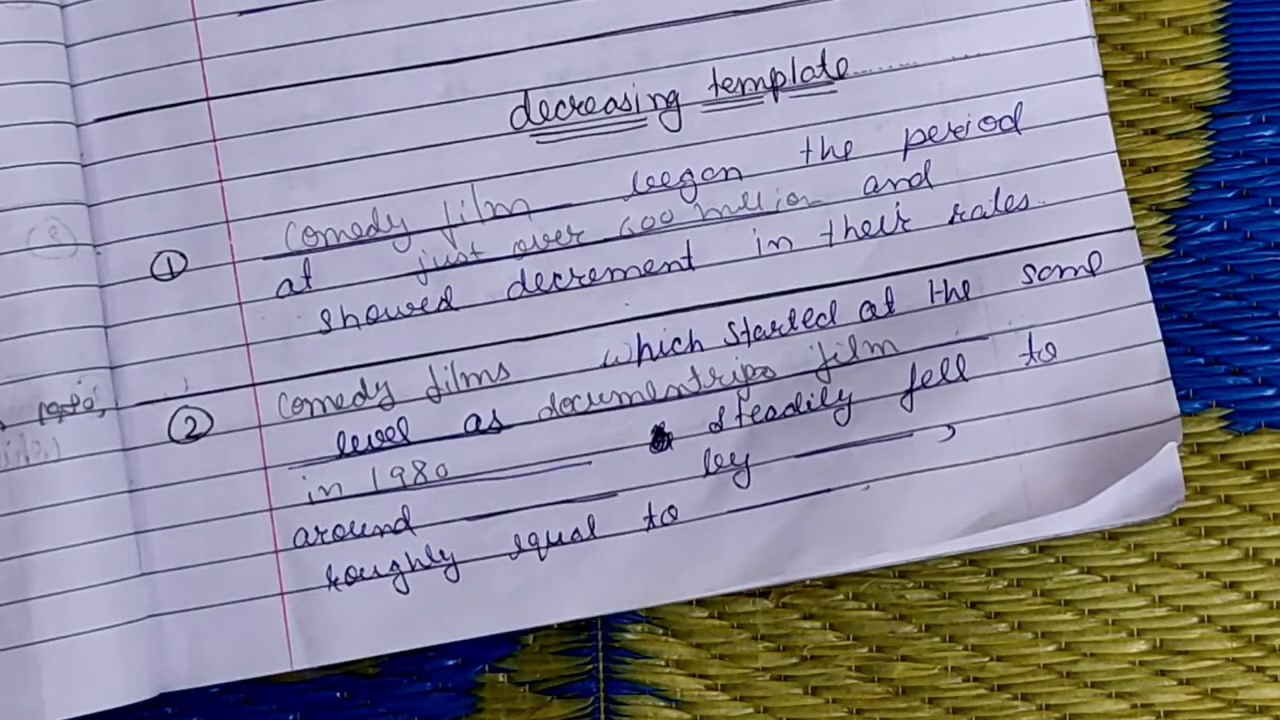 decreasing template........
comedy film began the period
① at just over 600 million and
showed decrement in their rates.
comedy films which started at the same
② level as documentries film
in 1980 steadily fell to
around by ,
roughly equal to